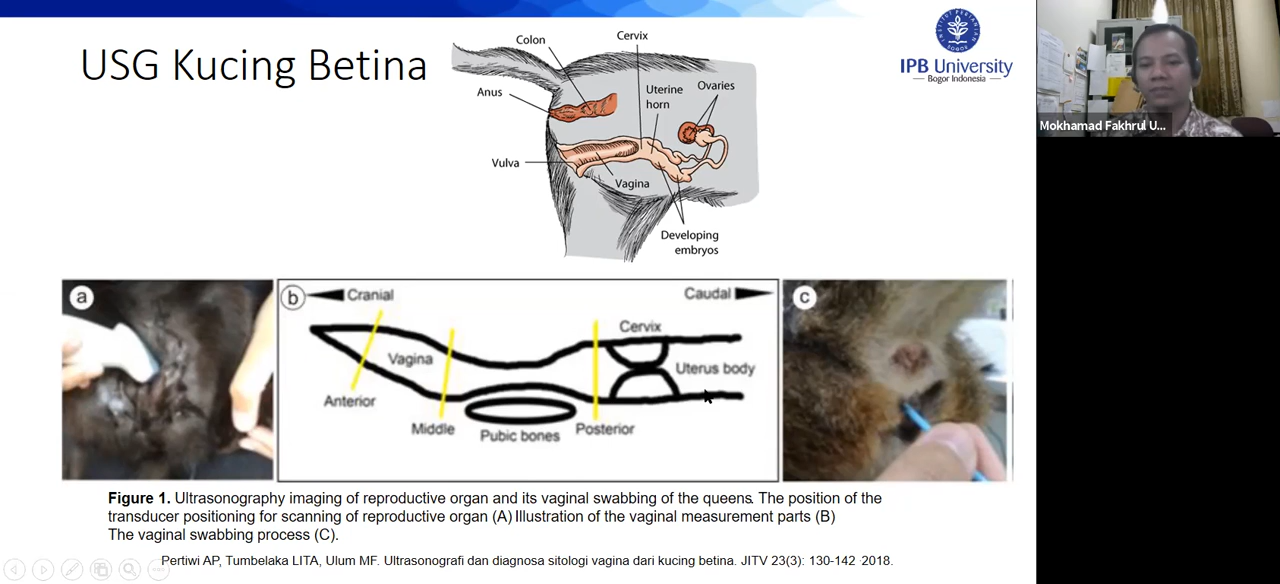 USG Kucing Betina
Colon
Cervix
Anus
Uterine
horn
Ovaries
Vulva
Vagina
Developing
embryos
IPB University
Bogor Indonesia
Mokhamad Fakhrul U...
a
b
Cranial
Caudal
c
Vagina
Cervix
Uterus body
Anterior
Middle
Pubic bones
Posterior
Figure 1. Ultrasonography imaging of reproductive organ and its vaginal swabbing of the queens. The position of the
transducer positioning for scanning of reproductive organ (A) Illustration of the vaginal measurement parts (B)
The vaginal swabbing process (C).
Pertiwi AP, Tumbelaka LITA, Ulum MF. Ultrasonografi dan diagnosa sitologi vagina dari kucing betina. JITV 23(3): 130-142 2018.